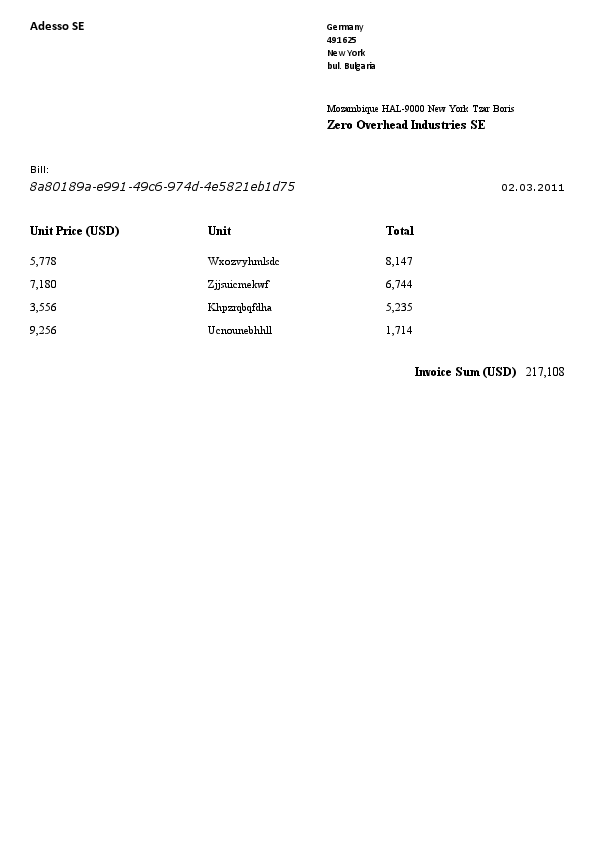 Adesso SE
Germany
491625
New York
bul. Bulgaria
Mozambique HAL-9000 New York Tzar Boris
Zero Overhead Industries SE
Bill:
8a80189a-e991-49c6-974d-4e5821eb1d75 02.03.2011
Unit Price (USD) Unit Total
5,778 Wxozvyhmlsdc 8,147
7,180 Zjjsuicmekwf 6,744
3,556 Khpzrqbqfdha 5,235
9,256 Ucnounebhhll 1,714
Invoice Sum (USD) 217,108